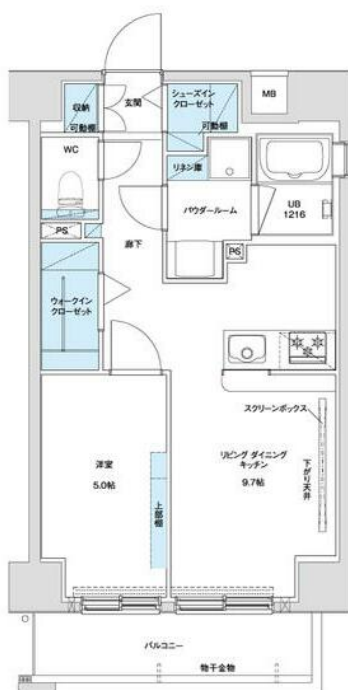 収納
可動棚
玄関
シューズイン
クローゼット
可動棚
MB
WC
リネン庫
パウダールーム
UB
1216
PS
廊下
PS
ウォークイン
クローゼット
スクリーンボックス
洋室
5.0帖
上部棚
リビング ダイニング
キッチン
9.7帖
下がり天井
バルコニー
物干金物